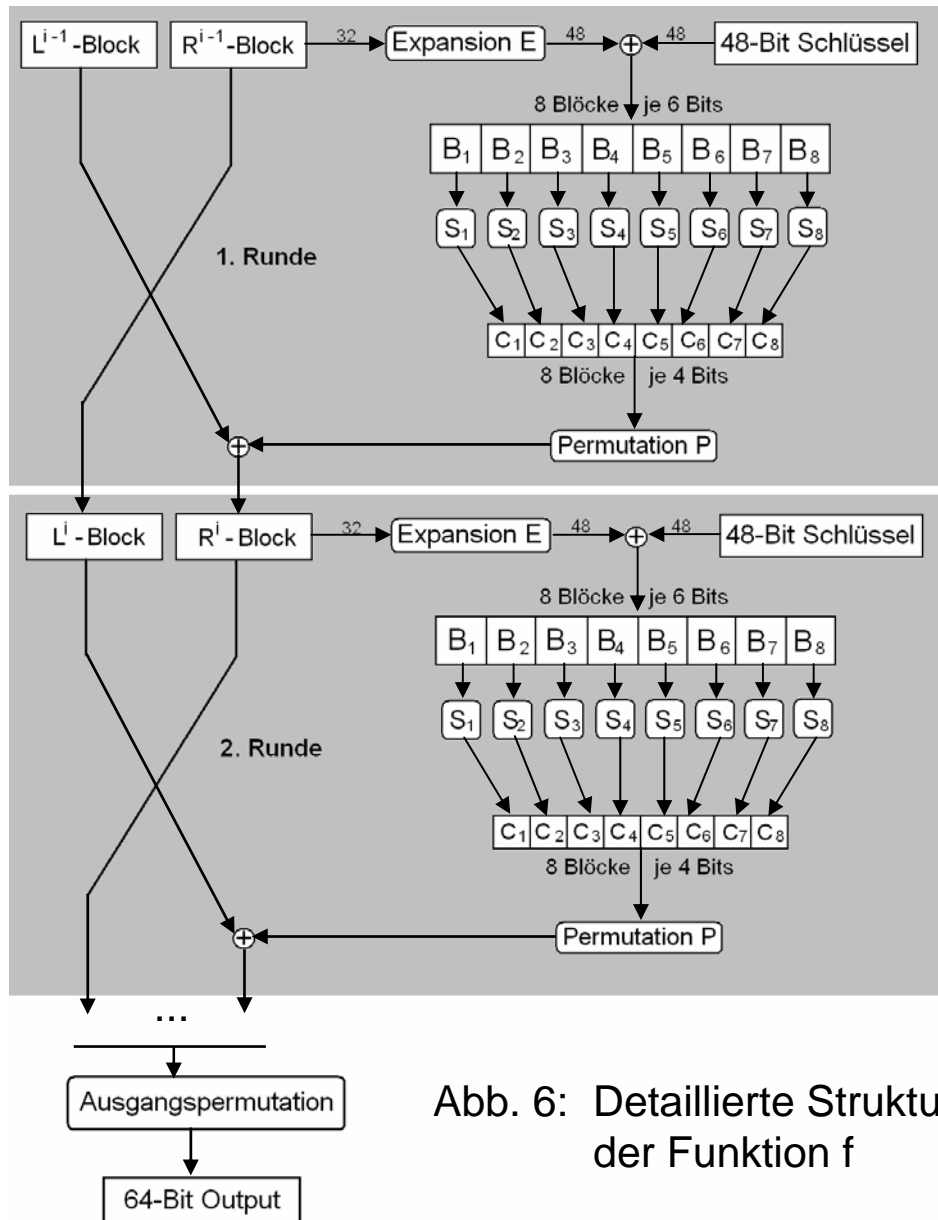 L^i-1-Block R^i-1-Block 32 Expansion E 48 + 48 48-Bit Schlüssel
8 Blöcke je 6 Bits
B1 B2 B3 B4 B5 B6 B7 B8
S1 S2 S3 S4 S5 S6 S7 S8
1. Runde
C1 C2 C3 C4 C5 C6 C7 C8
8 Blöcke je 4 Bits
+ Permutation P
L^i-Block R^i-Block 32 Expansion E 48 + 48 48-Bit Schlüssel
8 Blöcke je 6 Bits
B1 B2 B3 B4 B5 B6 B7 B8
S1 S2 S3 S4 S5 S6 S7 S8
2. Runde
C1 C2 C3 C4 C5 C6 C7 C8
8 Blöcke je 4 Bits
+ Permutation P
...
Ausgangspermutation
64-Bit Output
Abb. 6: Detaillierte Struktu
der Funktion f